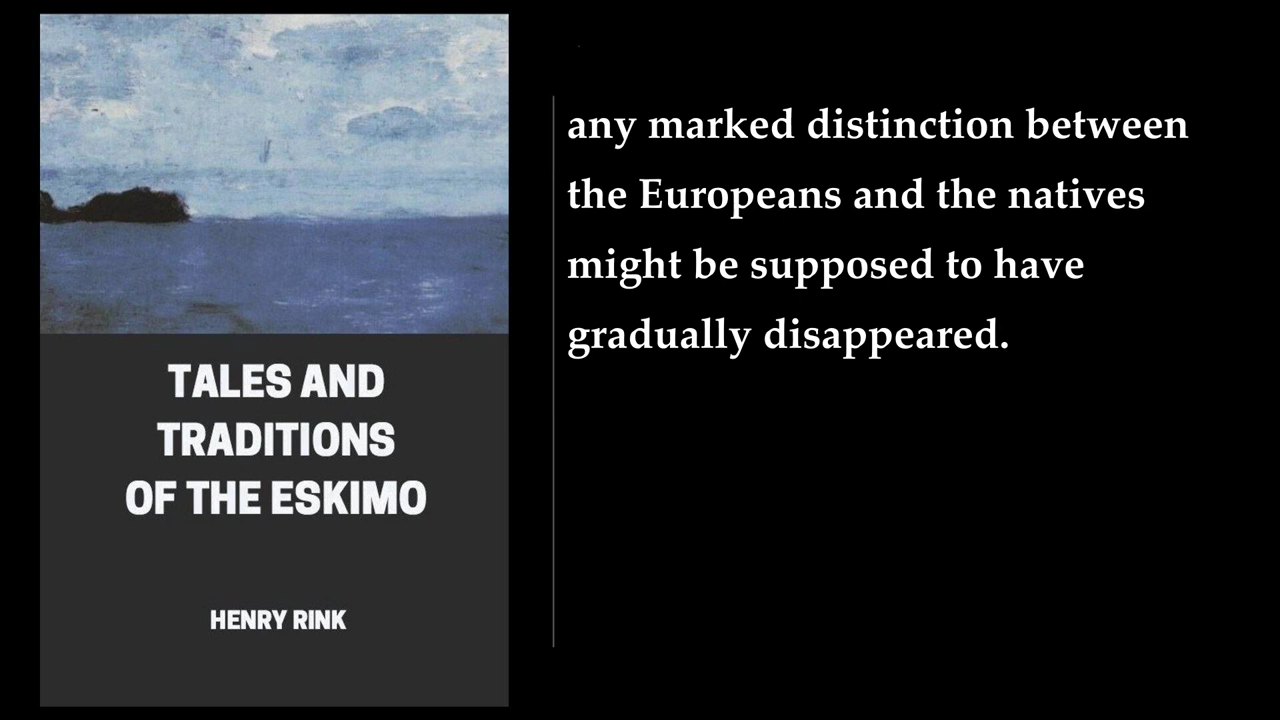 TALES AND
TRADITIONS
OF THE ESKIMO
HENRY RINK
any marked distinction between
the Europeans and the natives
might be supposed to have
gradually disappeared.